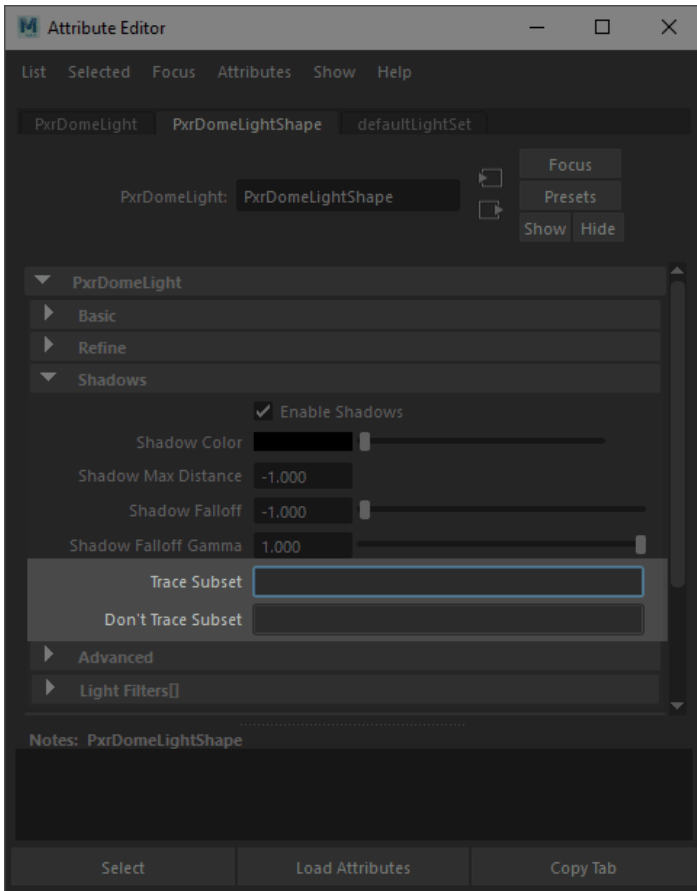 Attribute Editor
List Selected Focus Attributes Show Help
PxrDomeLight PxrDomeLightShape defaultLightSet
Focus
PxrDomeLight: PxrDomeLightShape Presets
Show Hide
PxrDomeLight
Basic
Refine
Shadows
Enable Shadows
Shadow Color
Shadow Max Distance -1.000
Shadow Falloff -1.000
Shadow Falloff Gamma 1.000
Trace Subset
Don't Trace Subset
Advanced
Light Filters[]
Notes: PxrDomeLightShape
Select Load Attributes Copy Tab